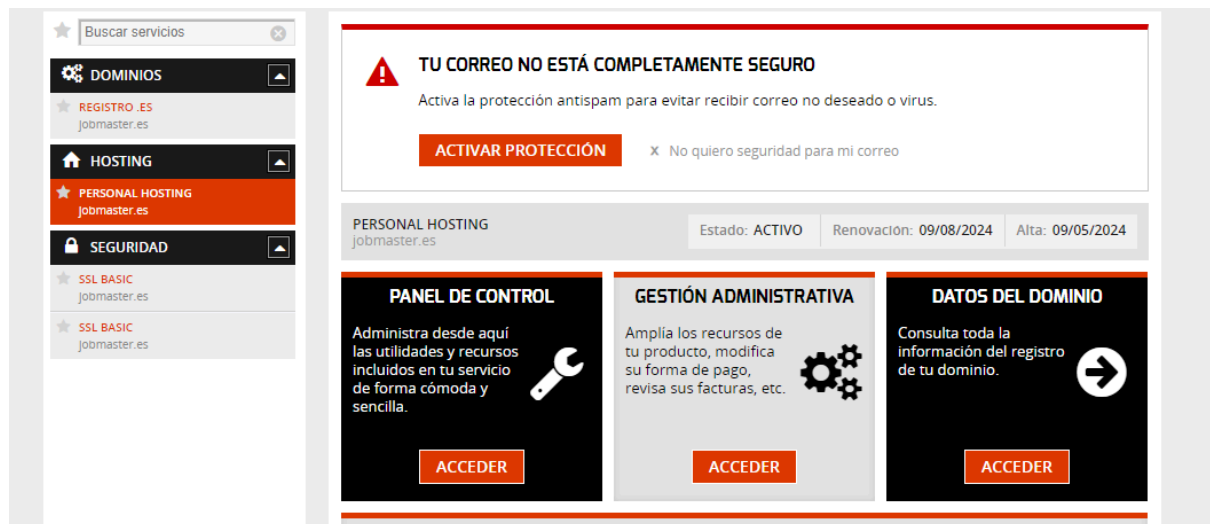 Buscar servicios
DOMINIOS
REGISTRO .ES
jobmaster.es
HOSTING
PERSONAL HOSTING
jobmaster.es
SEGURIDAD
SSL BASIC
jobmaster.es
SSL BASIC
jobmaster.es
TU CORREO NO ESTÁ COMPLETAMENTE SEGURO
Activa la protección antispam para evitar recibir correo no deseado o virus.
ACTIVAR PROTECCIÓN
x No quiero seguridad para mi correo
PERSONAL HOSTING
jobmaster.es
Estado: ACTIVO
Renovación: 09/08/2024
Alta: 09/05/2024
PANEL DE CONTROL
Administra desde aquí
las utilidades y recursos
incluidos en tu servicio
de forma cómoda y
sencilla.
ACCEDER
GESTIÓN ADMINISTRATIVA
Amplía los recursos de
tu producto, modifica
su forma de pago,
revisa sus facturas, etc.
ACCEDER
DATOS DEL DOMINIO
Consulta toda la
información del registro
de tu dominio.
ACCEDER